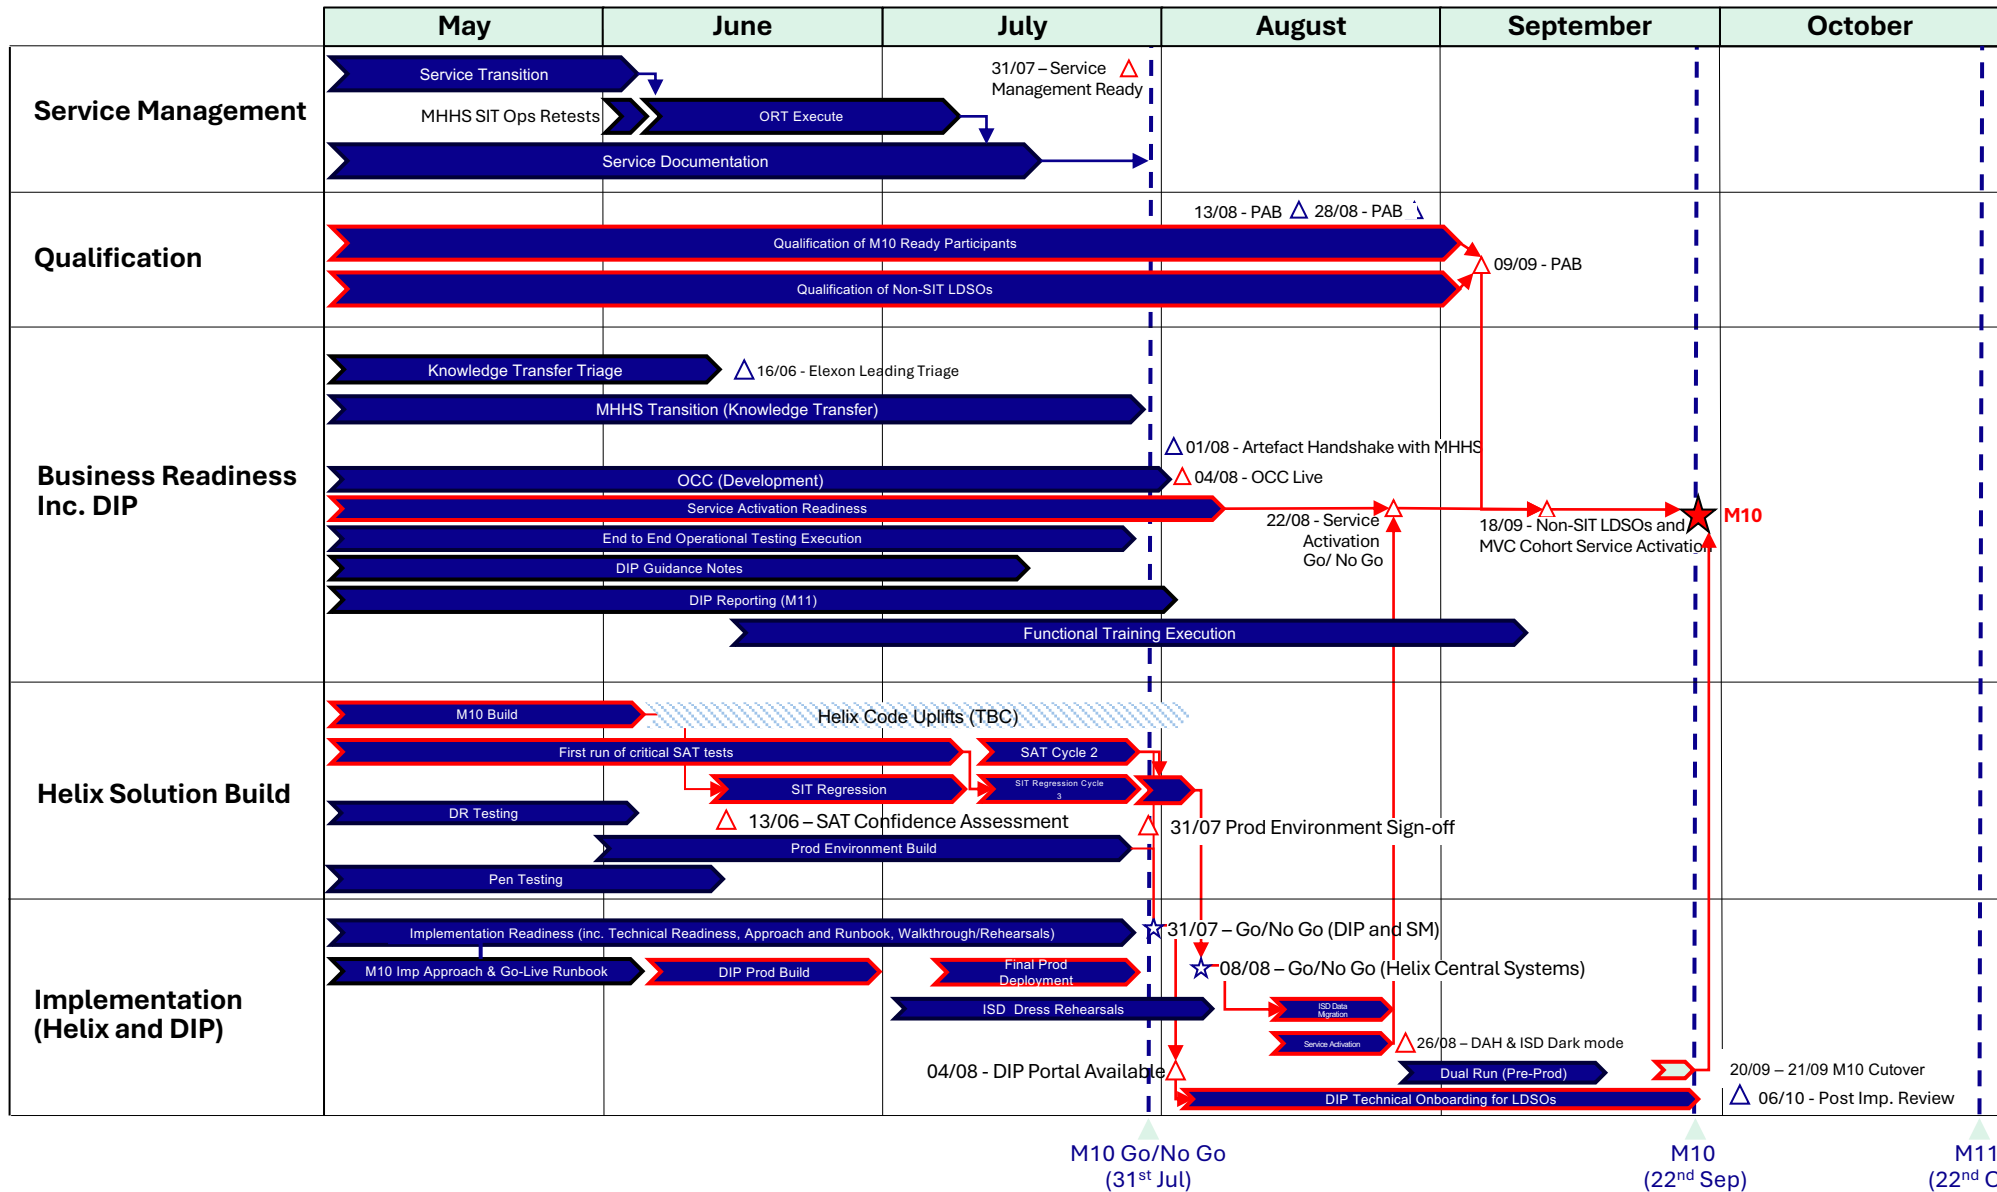 May June July August September October
Service Management
Service Transition
31/07 – Service
Management Ready
MHHS SIT Ops Retests
ORT Execute
Service Documentation
Qualification
13/08 - PAB
28/08 - PAB
Qualification of M10 Ready Participants
09/09 - PAB
Qualification of Non-SIT LDSOs
Business Readiness
Inc. DIP
Knowledge Transfer Triage
16/06 - Elexon Leading Triage
MHHS Transition (Knowledge Transfer)
01/08 - Artefact Handshake with MHHS
OCC (Development)
04/08 - OCC Live
Service Activation Readiness
22/08 - Service
Activation
Go/ No Go
18/09 - Non-SIT LDSOs and
MVC Cohort Service Activation
M10
End to End Operational Testing Execution
DIP Guidance Notes
DIP Reporting (M11)
Functional Training Execution
Helix Solution Build
M10 Build
Helix Code Uplifts (TBC)
First run of critical SAT tests
SAT Cycle 2
SIT Regression
SIT Regression Cycle
3
DR Testing
13/06 – SAT Confidence Assessment
31/07 Prod Environment Sign-off
Prod Environment Build
Pen Testing
Implementation
(Helix and DIP)
Implementation Readiness (inc. Technical Readiness, Approach and Runbook, Walkthrough/Rehearsals)
31/07 – Go/No Go (DIP and SM)
M10 Imp Approach & Go-Live Runbook
DIP Prod Build
Final Prod
Deployment
08/08 – Go/No Go (Helix Central Systems)
ISD Dress Rehearsals
ISD Data
Migration
Service Activation
26/08 – DAH & ISD Dark mode
04/08 - DIP Portal Available
Dual Run (Pre-Prod)
20/09 – 21/09 M10 Cutover
DIP Technical Onboarding for LDSOs
06/10 - Post Imp. Review
M10 Go/No Go
(31st Jul)
M10
(22nd Sep)
M11
(22nd O